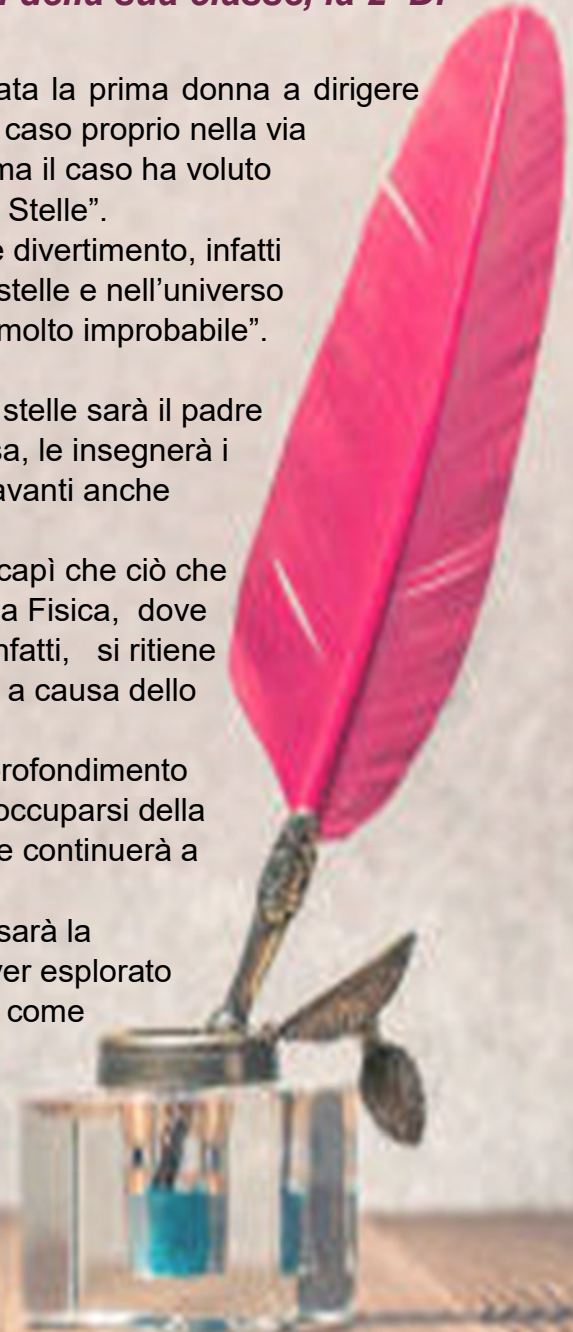 della sua classe, la 2^ D.
ata la prima donna a dirigere
caso proprio nella via
ma il caso ha voluto
Stelle”.
e divertimento, infatti
stelle e nell’universo
molto improbabile”.
stelle sarà il padre
sa, le insegnerà i
avanti anche
capì che ciò che
a Fisica, dove
nfatti, si ritiene
a causa dello
rofondimento
occuparsi della
e continuerà a
sarà la
ver esplorato
come